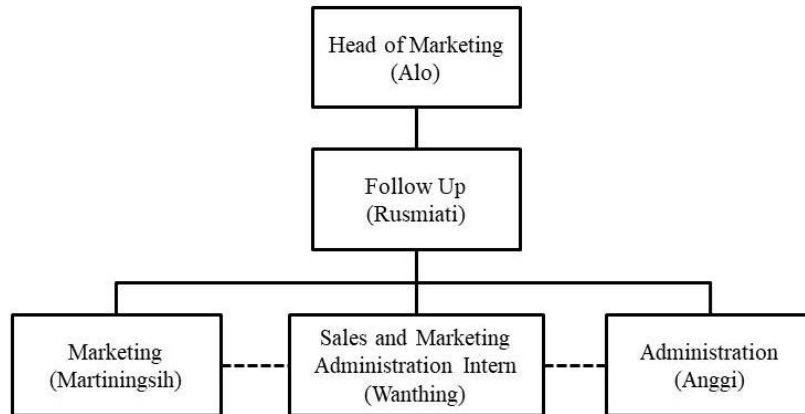 Head of Marketing
(Alo)
Follow Up
(Rusmiati)
Marketing
(Martiningsih)
Sales and Marketing
Administration Intern
(Wanthing)
Administration
(Anggi)